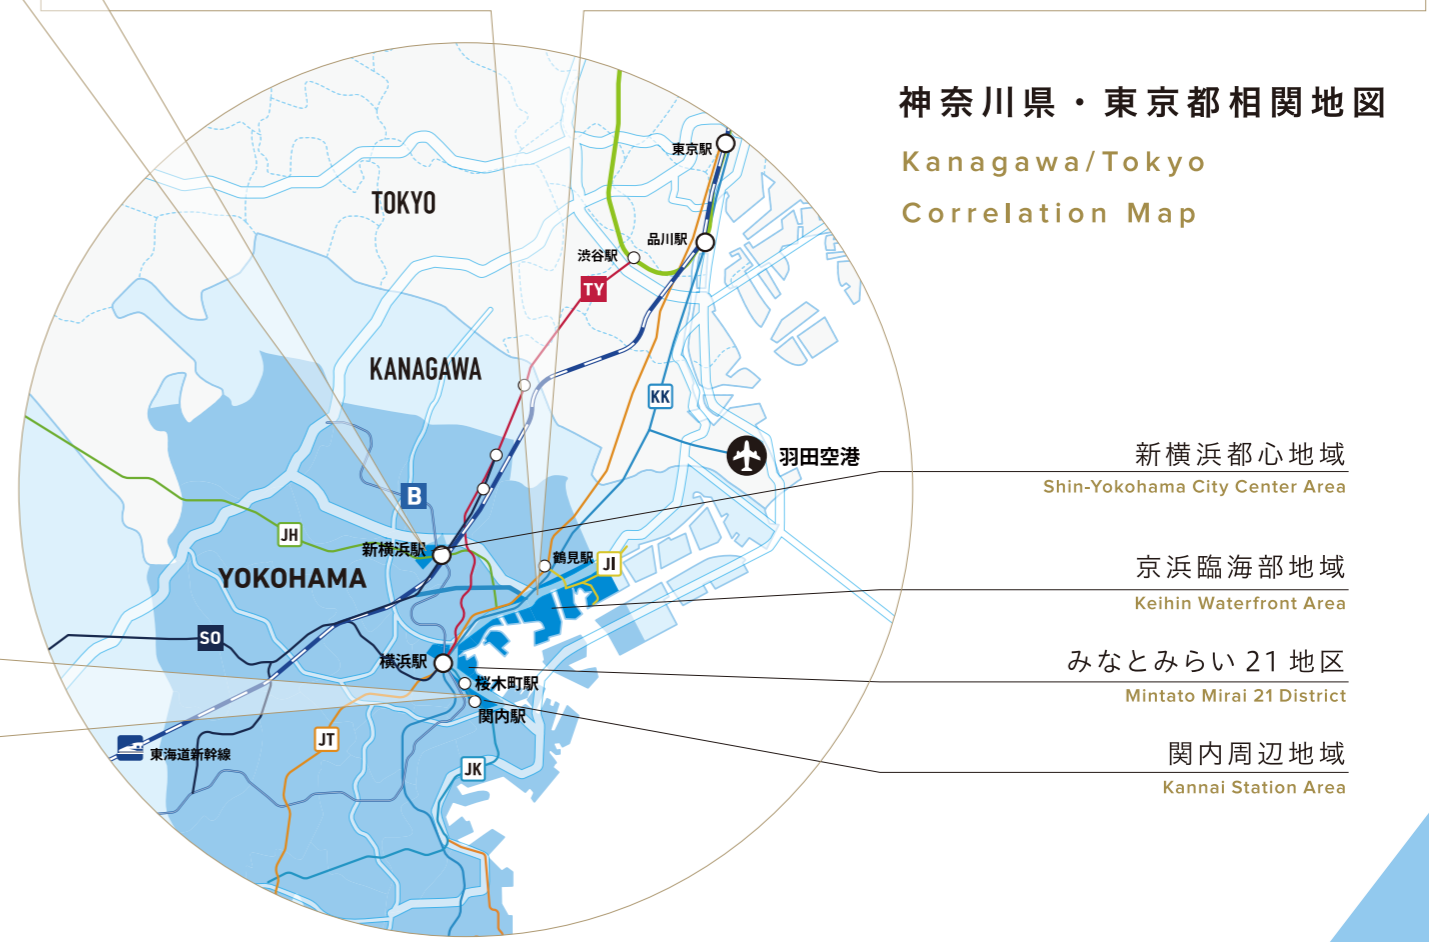 神奈川県・東京都相関地図
Kanagawa/Tokyo
Correlation Map
東京駅
TOKYO
品川駅
渋谷駅
TY
KANAGAWA
KK
羽田空港
新横浜都心地域
Shin-Yokohama City Center Area
B
JH
新横浜駅
鶴見駅
JI
YOKOHAMA
京浜臨海部地域
Keihin Waterfront Area
SO
横浜駅
みなとみらい 21 地区
Mintato Mirai 21 District
桜木町駅
関内駅
JT
東海道新幹線
JK
関内周辺地域
Kannai Station Area